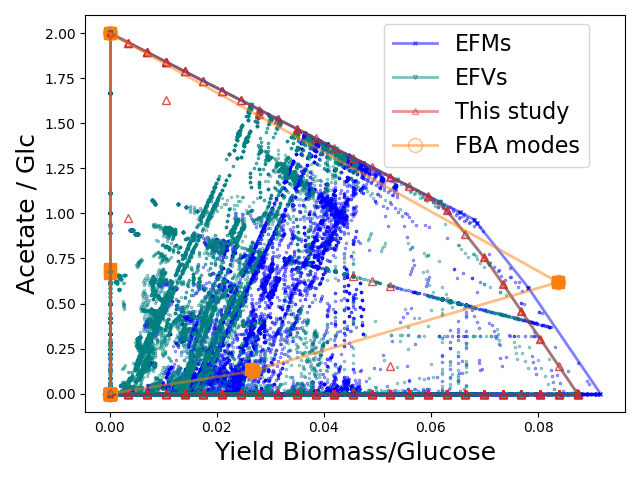 2.00
1.75
1.50
1.25
1.00
0.75
0.50
0.25
0.00
Acetate / Glc
EFMs
EFVs
This study
FBA modes
0.00 0.02 0.04 0.06 0.08
Yield Biomass/Glucose